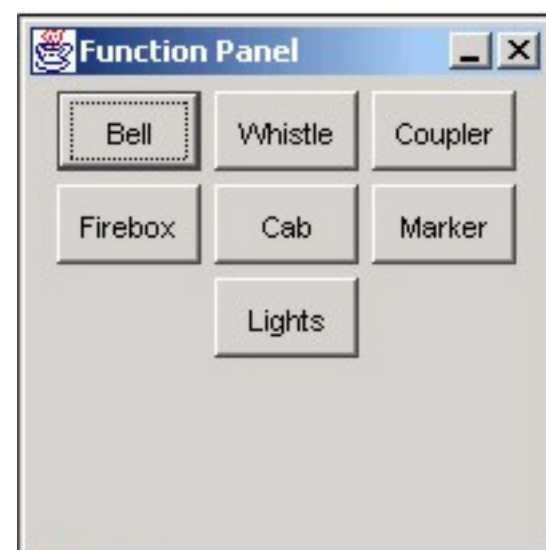 Function Panel
Bell Whistle Coupler
Firebox Cab Marker
Lights